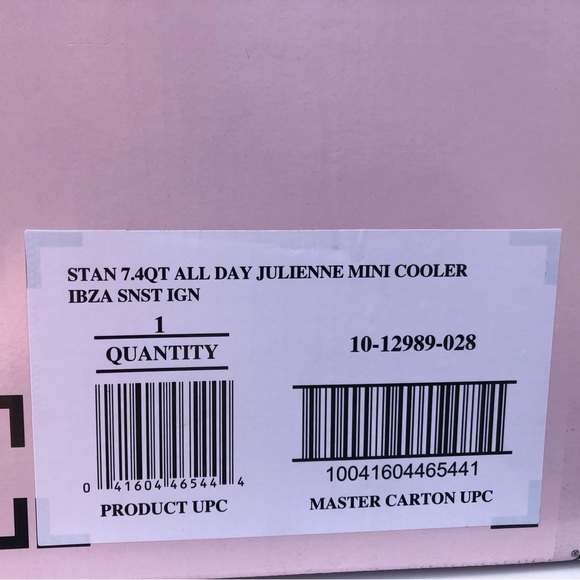 STAN 7.4QT ALL DAY JULIENNE MINI COOLER
IBZA SNST IGN
1
QUANTITY
10-12989-028
0 41604 46544 4
10041604465441
PRODUCT UPC
MASTER CARTON UPC
®